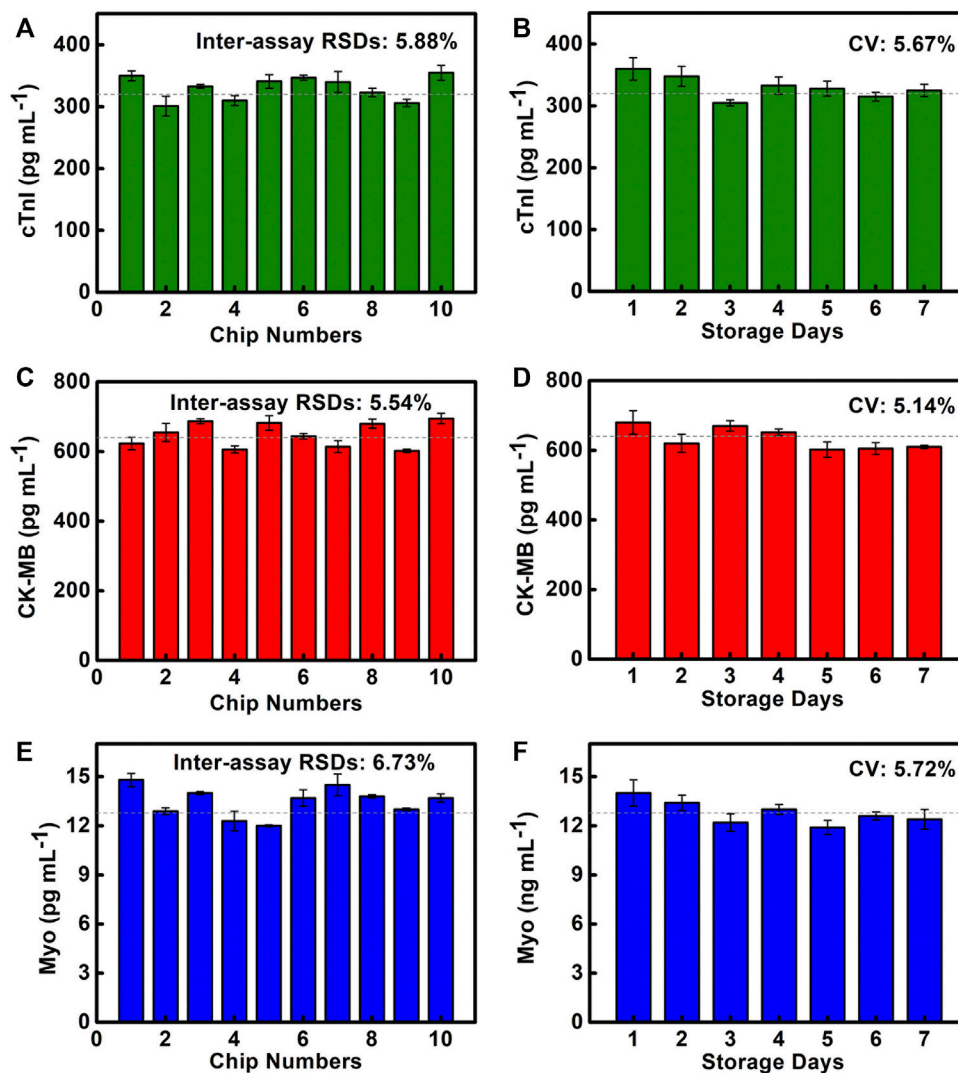 A
Inter-assay RSDs: 5.88%
400
300
200
100
0
cTnI (pg mL⁻¹)
0 2 4 6 8 10
Chip Numbers
B
CV: 5.67%
400
300
200
100
0
cTnI (pg mL⁻¹)
1 2 3 4 5 6 7
Storage Days
C
Inter-assay RSDs: 5.54%
800
600
400
200
0
CK-MB (pg mL⁻¹)
0 2 4 6 8 10
Chip Numbers
D
CV: 5.14%
800
600
400
200
0
CK-MB (pg mL⁻¹)
1 2 3 4 5 6 7
Storage Days
E
Inter-assay RSDs: 6.73%
15
12
9
6
3
0
Myo (pg mL⁻¹)
0 2 4 6 8 10
Chip Numbers
F
CV: 5.72%
15
12
9
6
3
0
Myo (ng mL⁻¹)
1 2 3 4 5 6 7
Storage Days